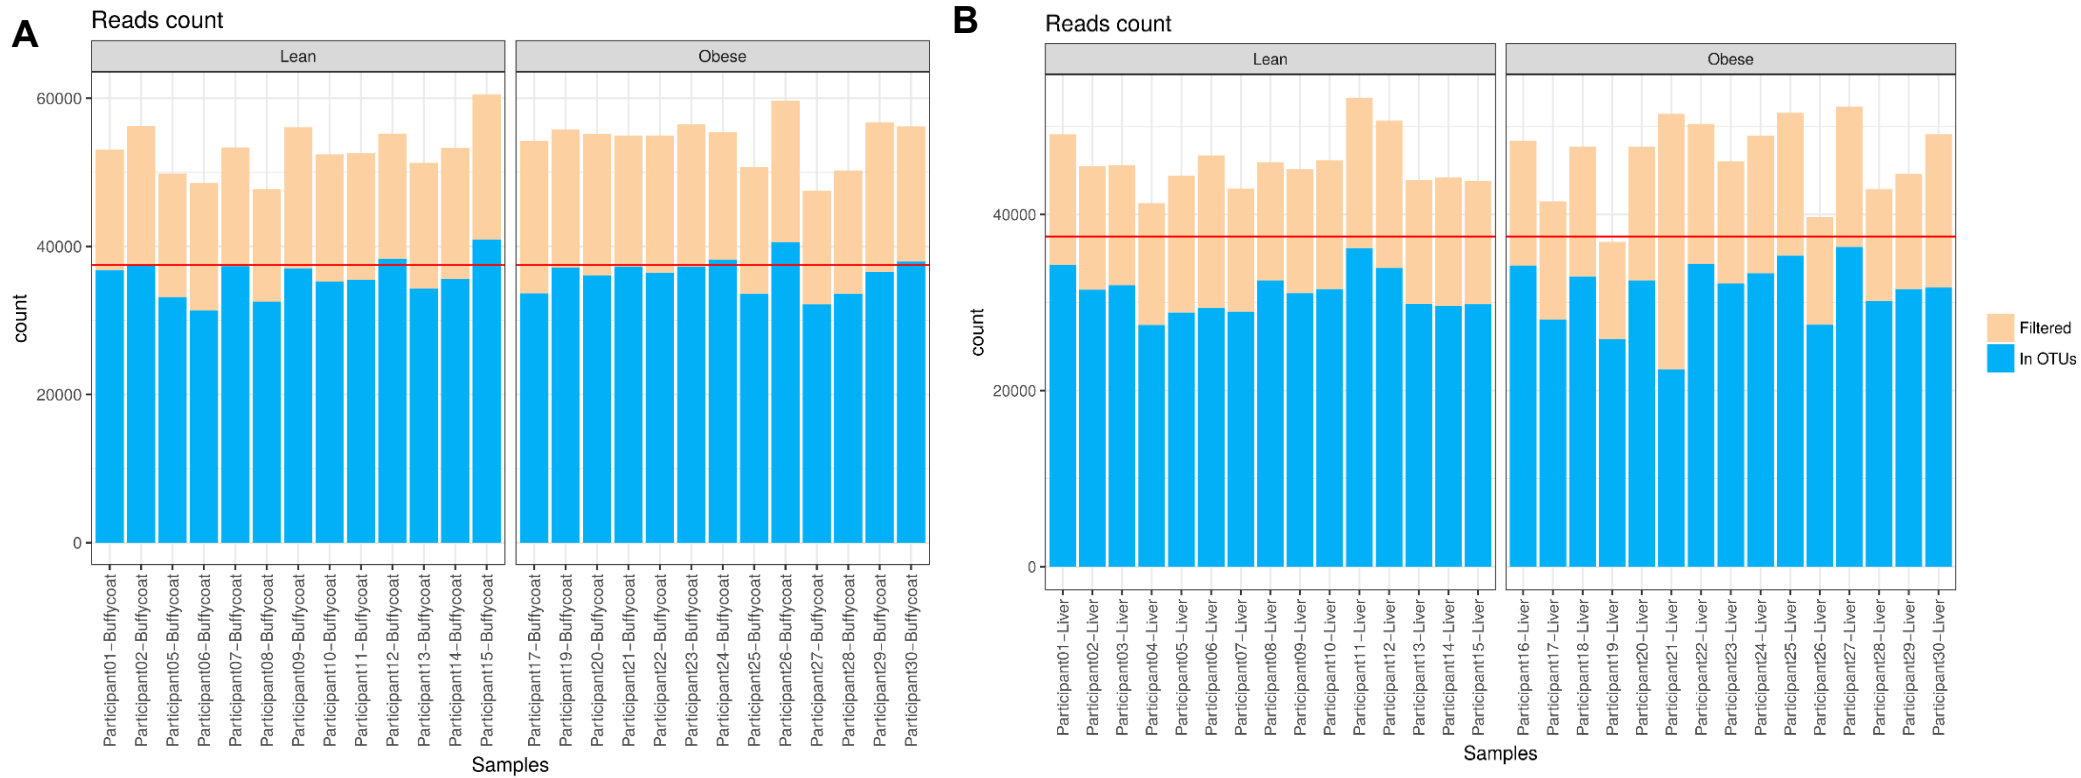 A
Reads count
Lean
Obese
60000
40000
20000
0
count
Participant01-Buffycoat
Participant02-Buffycoat
Participant05-Buffycoat
Participant06-Buffycoat
Participant07-Buffycoat
Participant08-Buffycoat
Participant09-Buffycoat
Participant10-Buffycoat
Participant11-Buffycoat
Participant12-Buffycoat
Participant13-Buffycoat
Participant14-Buffycoat
Participant15-Buffycoat
Participant17-Buffycoat
Participant19-Buffycoat
Participant20-Buffycoat
Participant21-Buffycoat
Participant22-Buffycoat
Participant23-Buffycoat
Participant24-Buffycoat
Participant25-Buffycoat
Participant26-Buffycoat
Participant27-Buffycoat
Participant28-Buffycoat
Participant29-Buffycoat
Participant30-Buffycoat
Samples
B
Reads count
Lean
Obese
40000
20000
0
count
Participant01-Liver
Participant02-Liver
Participant03-Liver
Participant04-Liver
Participant05-Liver
Participant06-Liver
Participant07-Liver
Participant08-Liver
Participant09-Liver
Participant10-Liver
Participant11-Liver
Participant12-Liver
Participant13-Liver
Participant14-Liver
Participant15-Liver
Participant16-Liver
Participant17-Liver
Participant18-Liver
Participant19-Liver
Participant20-Liver
Participant21-Liver
Participant22-Liver
Participant23-Liver
Participant24-Liver
Participant25-Liver
Participant26-Liver
Participant27-Liver
Participant28-Liver
Participant29-Liver
Participant30-Liver
Samples
Filtered
In OTUs